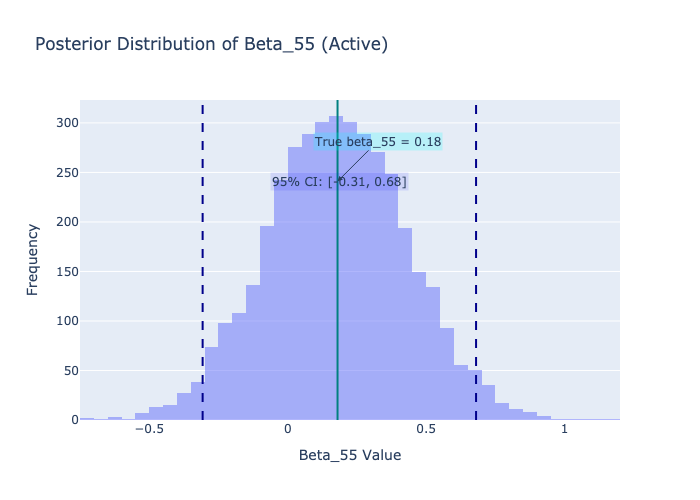 Posterior Distribution of Beta_55 (Active)
300
True beta_55 = 0.18
250
95% CI: [-0.31, 0.68]
200
Frequency
150
100
50
0
−0.5
0
0.5
1
Beta_55 Value